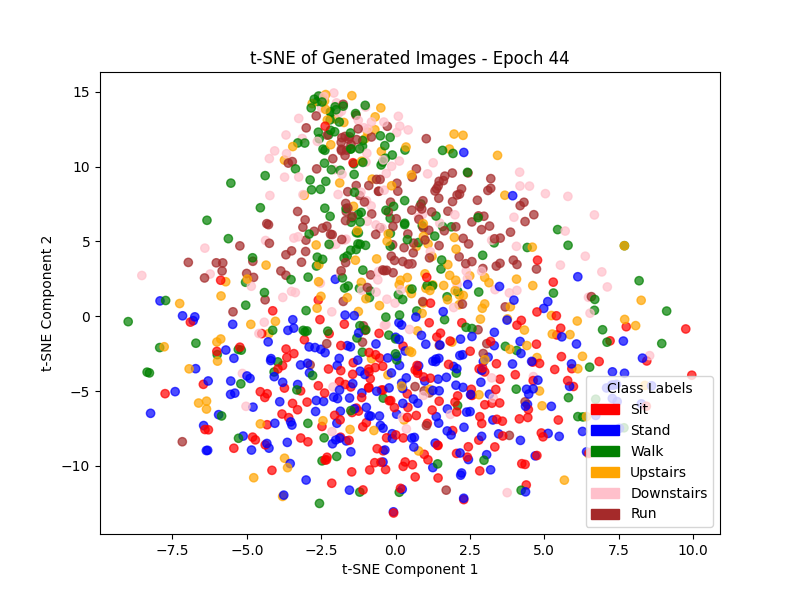 t-SNE of Generated Images - Epoch 44
t-SNE Component 2
15
10
5
0
−5
−10
Class Labels
Sit
Stand
Walk
Upstairs
Downstairs
Run
−7.5 −5.0 −2.5 0.0 2.5 5.0 7.5 10.0
t-SNE Component 1